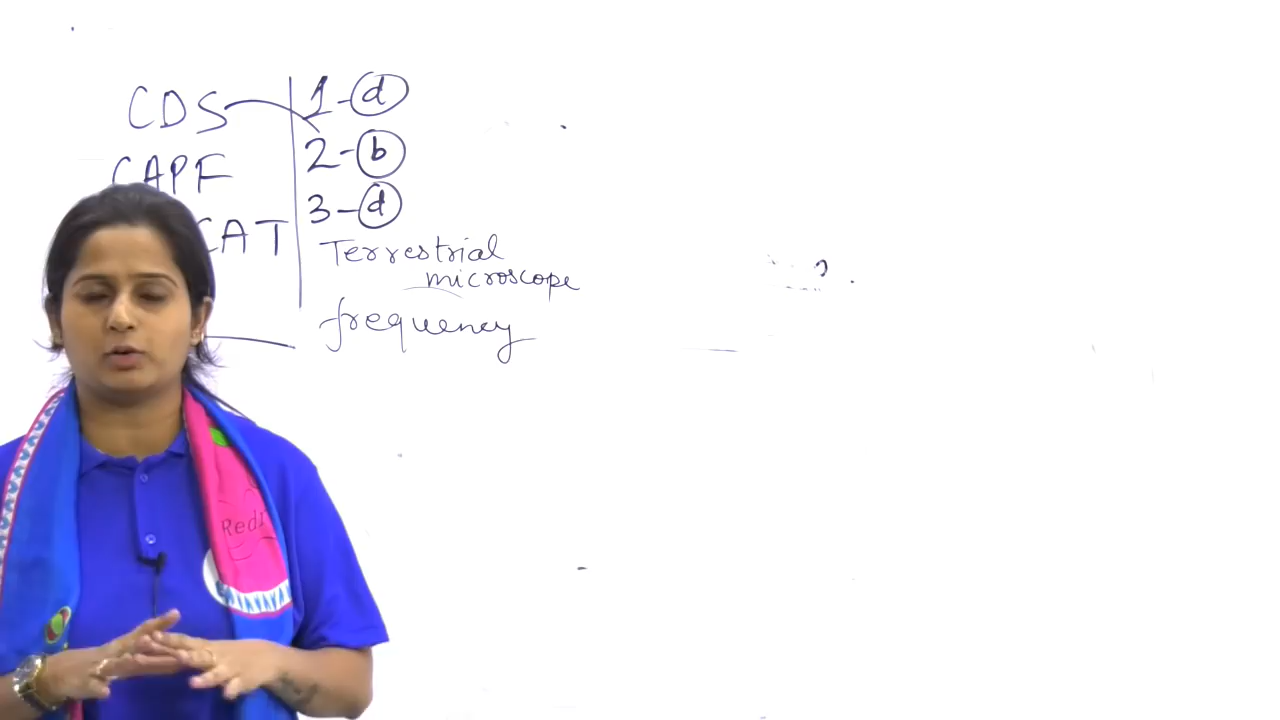 CDS
CAPF
CAT
1-d
2-b
3-d
Terrestrial
microscope
frequency